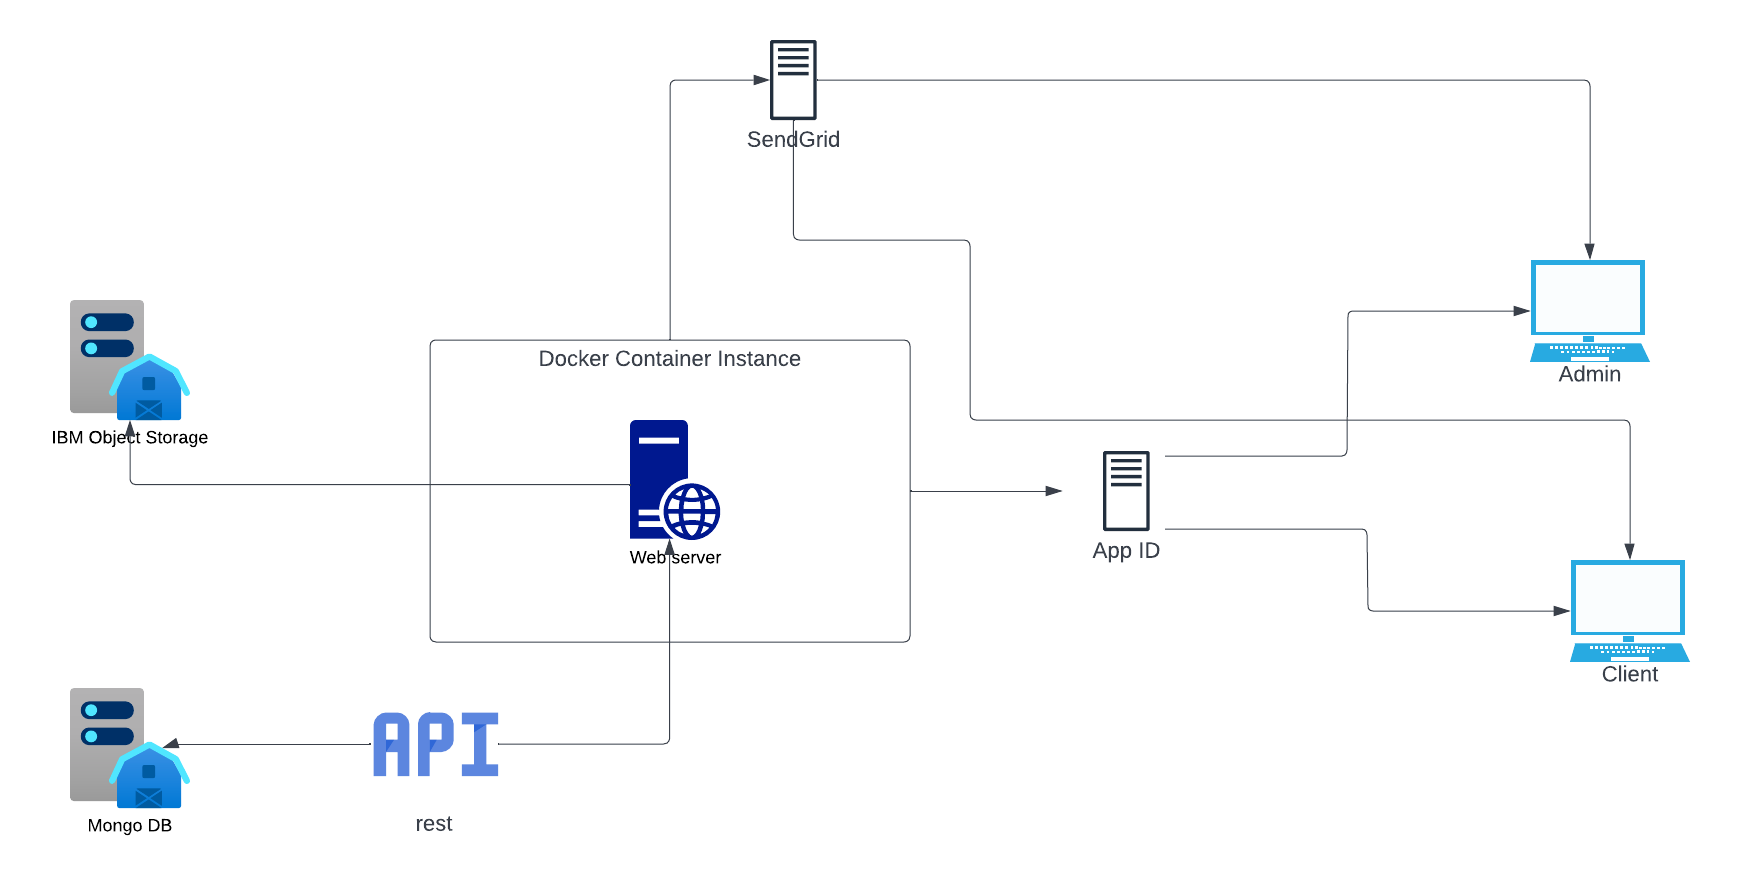 SendGrid
Docker Container Instance
Admin
IBM Object Storage
Web server
App ID
Client
API
rest
Mongo DB